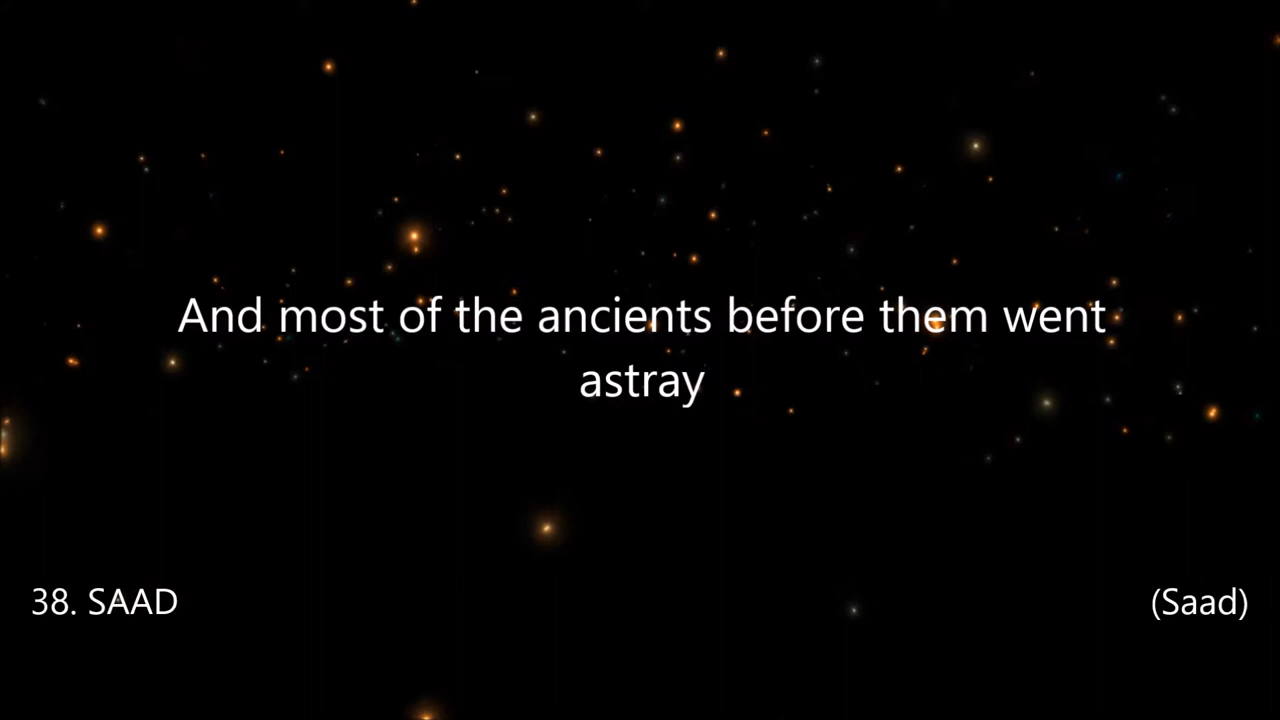 And most of the ancients before them went
astray
38. SAAD
(Saad)